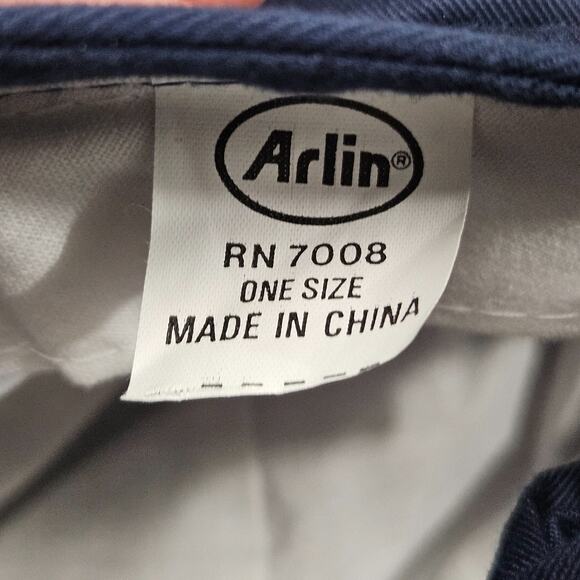 Arlin®
RN 7008
ONE SIZE
MADE IN CHINA